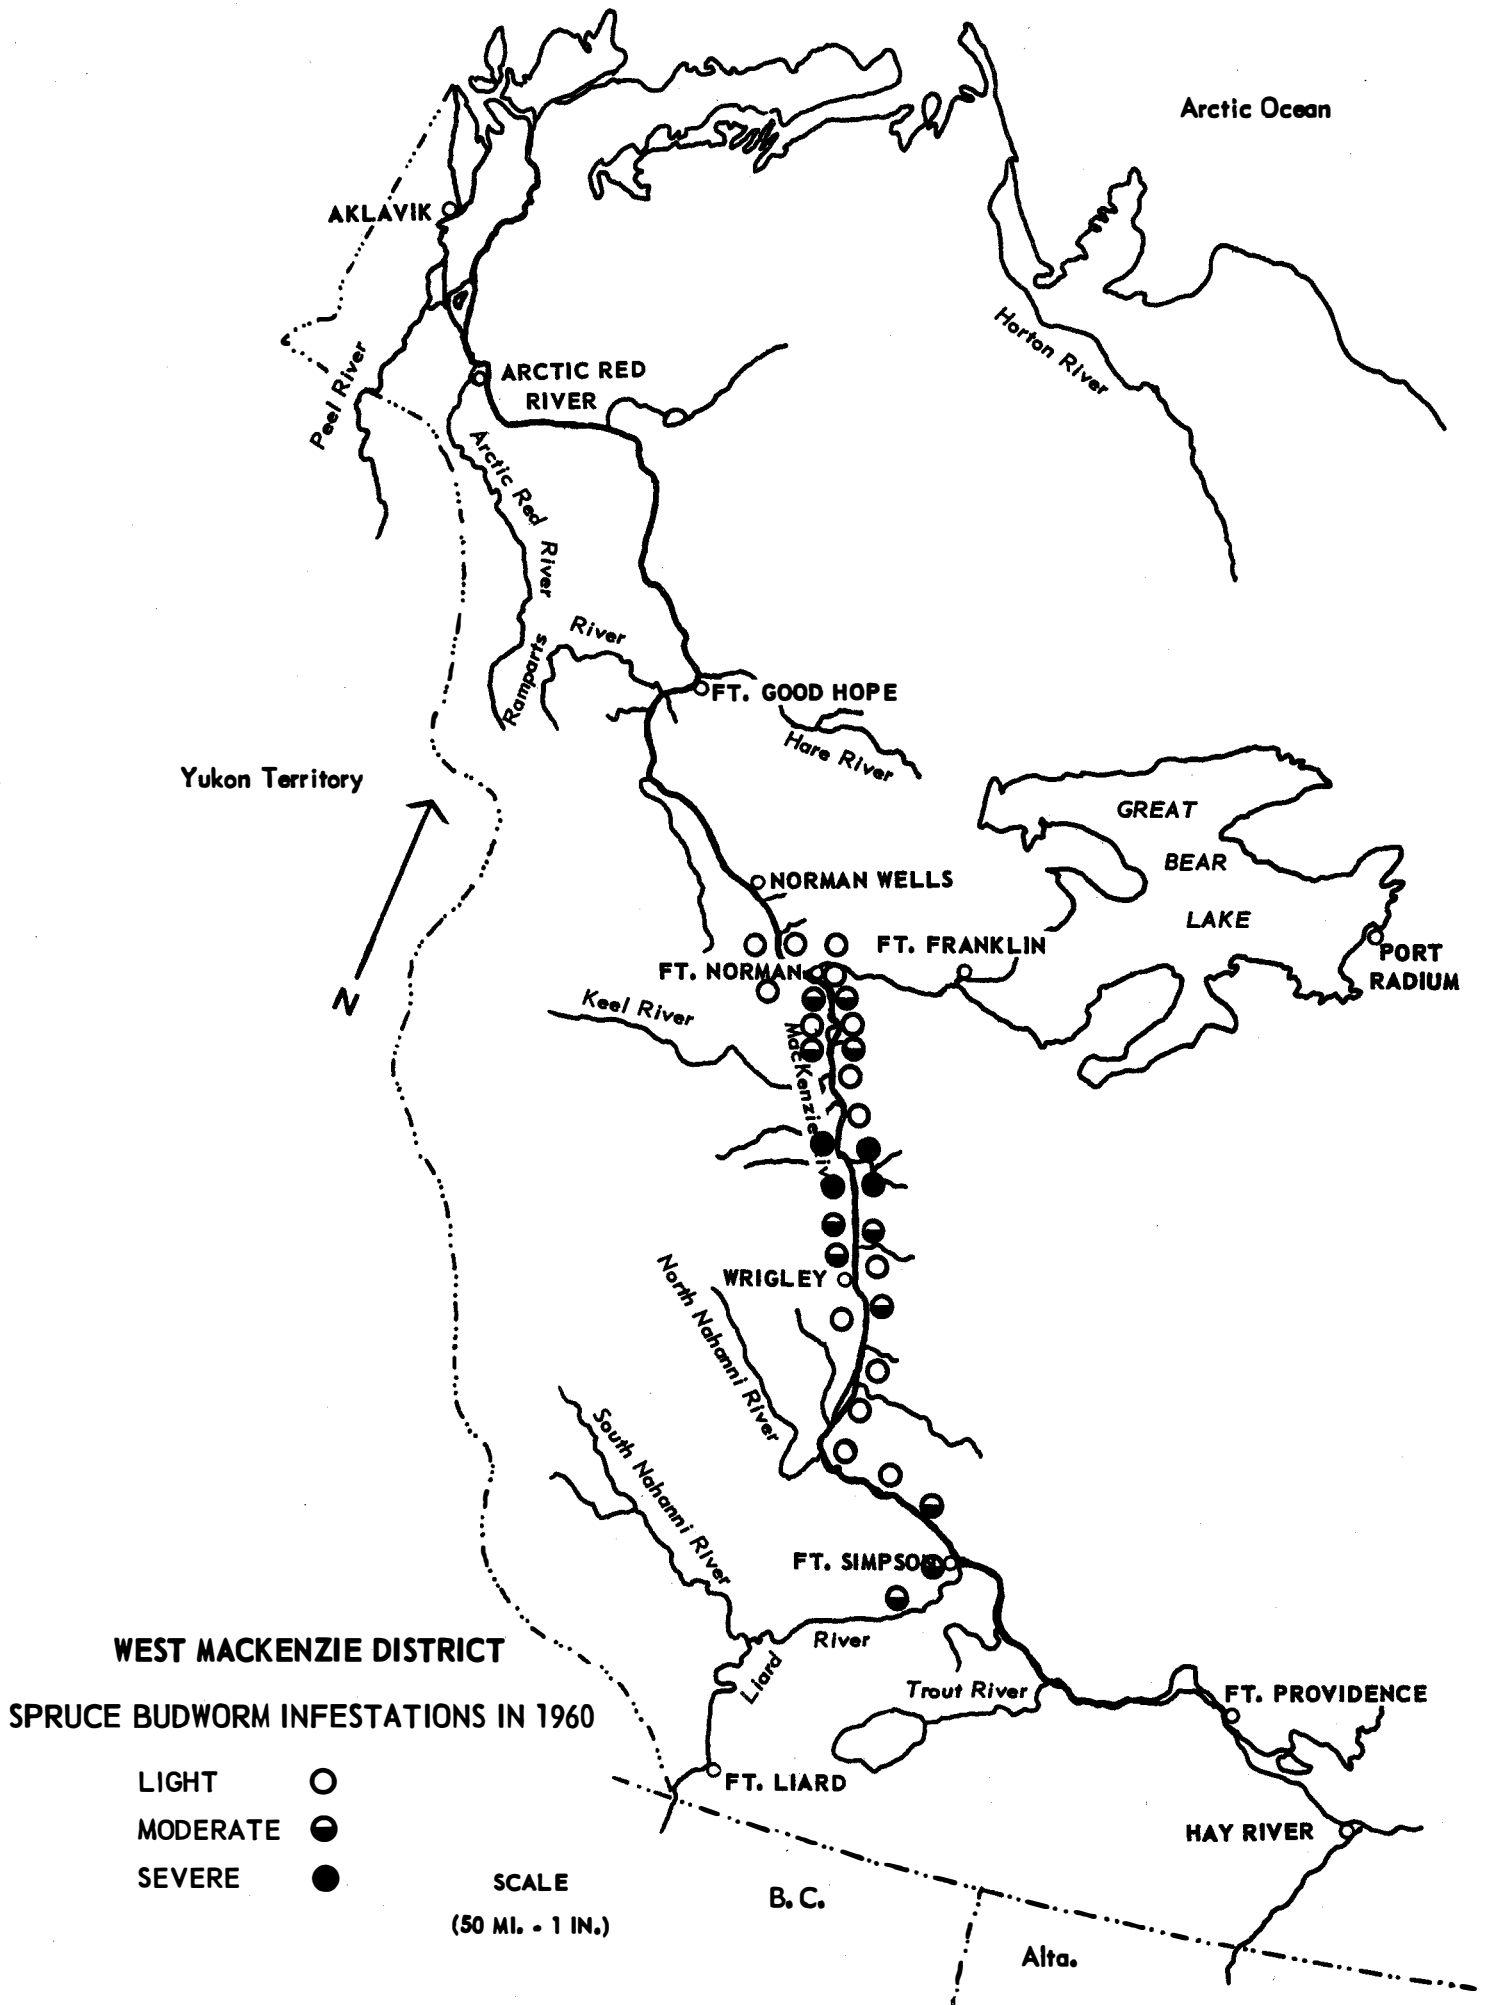 Arctic Ocean
AKLAVIK
Horton River
Peel River
ARCTIC RED
RIVER
Arctic Red River
Ramparts River
FT. GOOD HOPE
Hare River
Yukon Territory
GREAT
BEAR
LAKE
N
NORMAN WELLS
FT. FRANKLIN
PORT
RADIUM
FT. NORMAN
Keel River
MacKenzie
WRIGLEY
North Nahanni River
South Nahanni River
FT. SIMPSON
Liard River
Trout River
FT. PROVIDENCE
FT. LIARD
HAY RIVER
B.C.
Alta.
WEST MACKENZIE DISTRICT
SPRUCE BUDWORM INFESTATIONS IN 1960
LIGHT
MODERATE
SEVERE
SCALE
(50 MI. - 1 IN.)